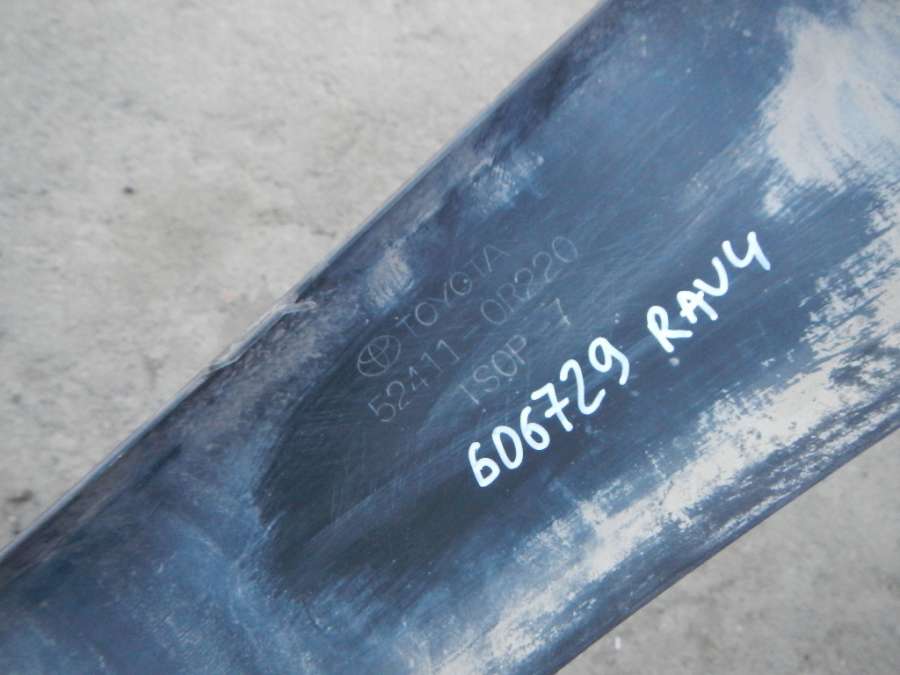 TOYOTA
52411-0R220
TSOP 7
606729 RAV4